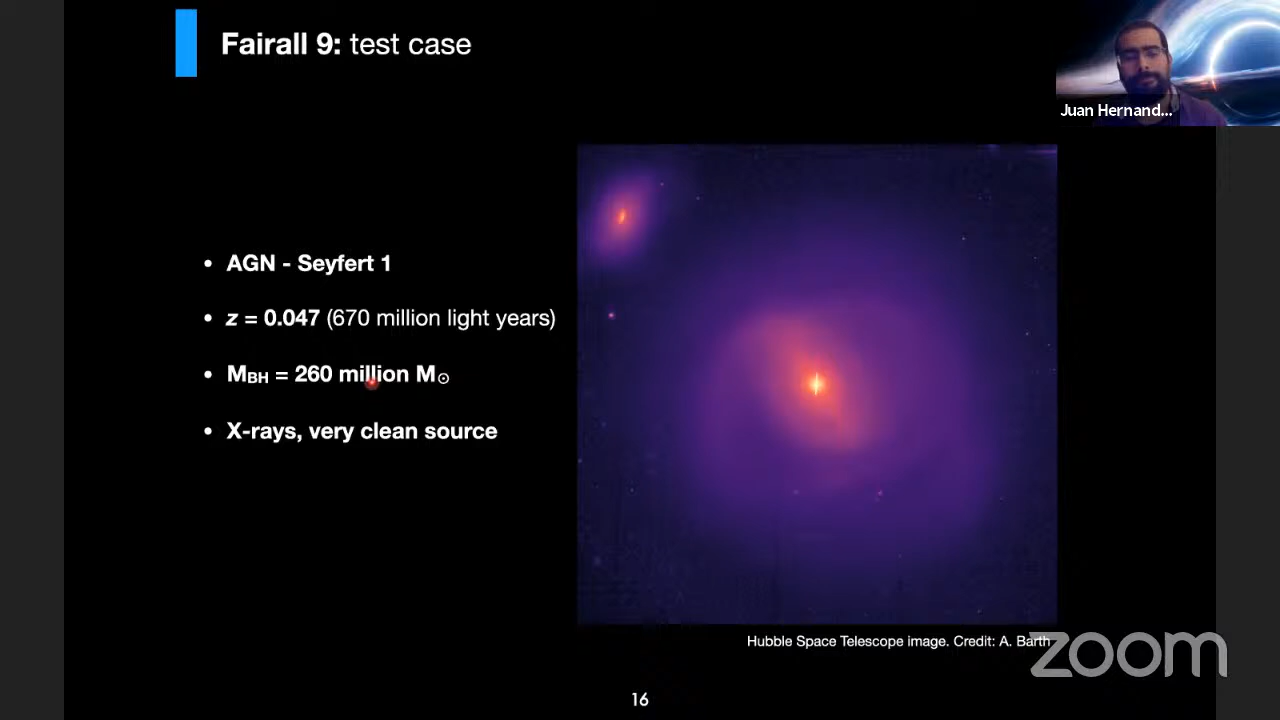 Fairall 9: test case
Juan Hernand...
• AGN - Seyfert 1
• z = 0.047 (670 million light years)
• MBH = 260 million M⊙
• X-rays, very clean source
Hubble Space Telescope image. Credit: A. Barth
zoom
16